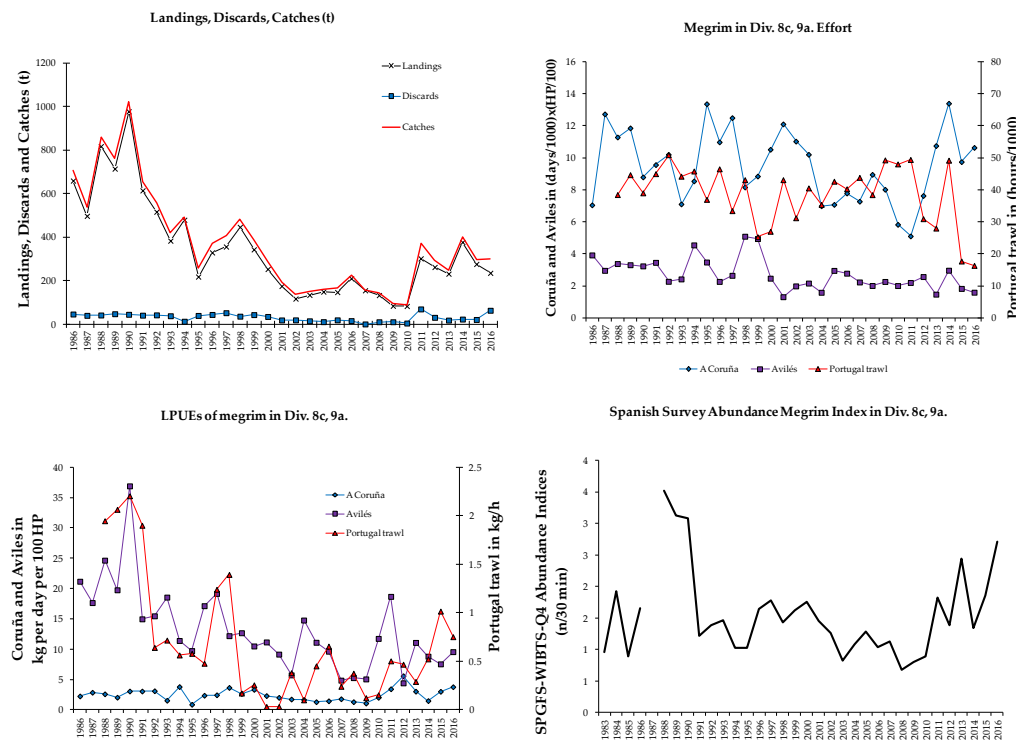 Landings, Discards, Catches (t)
Landings, Discards and Catches (t)
1200
1000
800
600
400
200
0
Landings
Discards
Catches
1986 1987 1988 1989 1990 1991 1992 1993 1994 1995 1996 1997 1998 1999 2000 2001 2002 2003 2004 2005 2006 2007 2008 2009 2010 2011 2012 2013 2014 2015 2016
Megrim in Div. 8c, 9a. Effort
Coruña and Aviles in (days/1000)x(HP/100)
16
14
12
10
8
6
4
2
0
80
70
60
50
40
30
20
10
0
Portugal trawl in (hours/1000)
1986 1987 1988 1989 1990 1991 1992 1993 1994 1995 1996 1997 1998 1999 2000 2001 2002 2003 2004 2005 2006 2007 2008 2009 2010 2011 2012 2013 2014 2015 2016
A Coruña Avilés Portugal trawl
LPUEs of megrim in Div. 8c, 9a.
Coruña and Aviles in
kg per day per 100 HP
40
35
30
25
20
15
10
5
0
A Coruña
Avilés
Portugal trawl
2.5
2
1.5
1
0.5
0
Portugal trawl in kg/h
1986 1987 1988 1989 1990 1991 1992 1993 1994 1995 1996 1997 1998 1999 2000 2001 2002 2003 2004 2005 2006 2007 2008 2009 2010 2011 2012 2013 2014 2015 2016
Spanish Survey Abundance Megrim Index in Div. 8c, 9a.
SPGFS-WIBTS-Q4 Abundance Indices
(n/30 min)
4
4
3
3
2
2
1
1
0
1983 1984 1985 1986 1987 1988 1989 1990 1991 1992 1993 1994 1995 1996 1997 1998 1999 2000 2001 2002 2003 2004 2005 2006 2007 2008 2009 2010 2011 2012 2013 2014 2015 2016